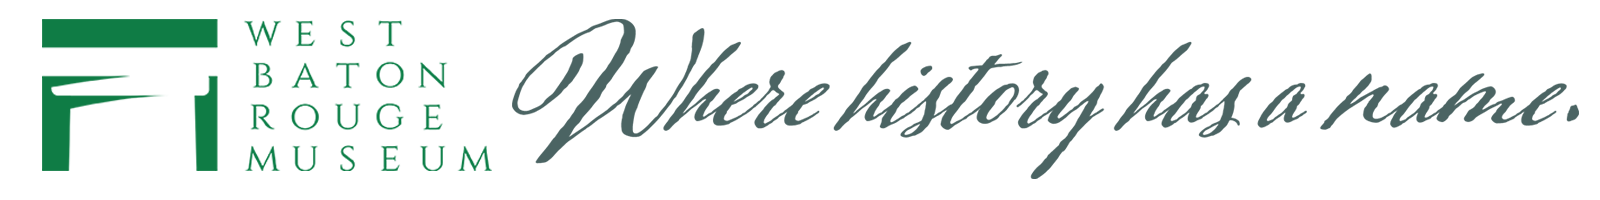 WEST
BATON
ROUGE
MUSEUM
Where history has a name.